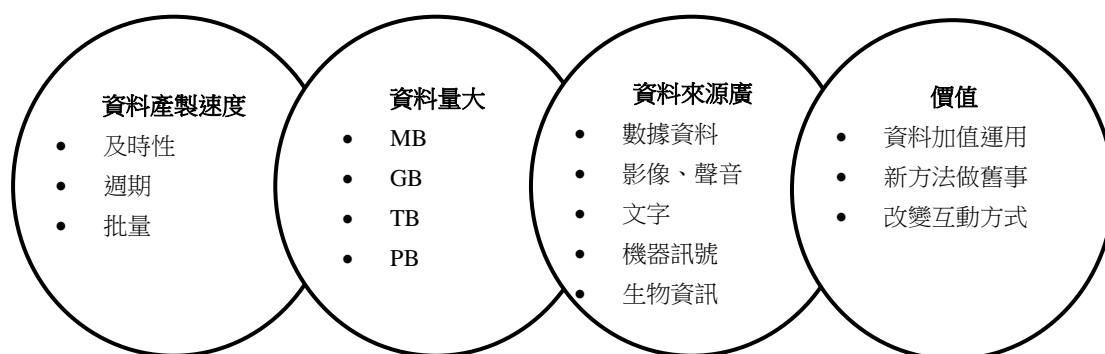 資料產製速度
• 及時性
• 週期
• 批量
資料量大
• MB
• GB
• TB
• PB
資料來源廣
• 數據資料
• 影像、聲音
• 文字
• 機器訊號
• 生物資訊
價值
• 資料加值運用
• 新方法做舊事
• 改變互動方式